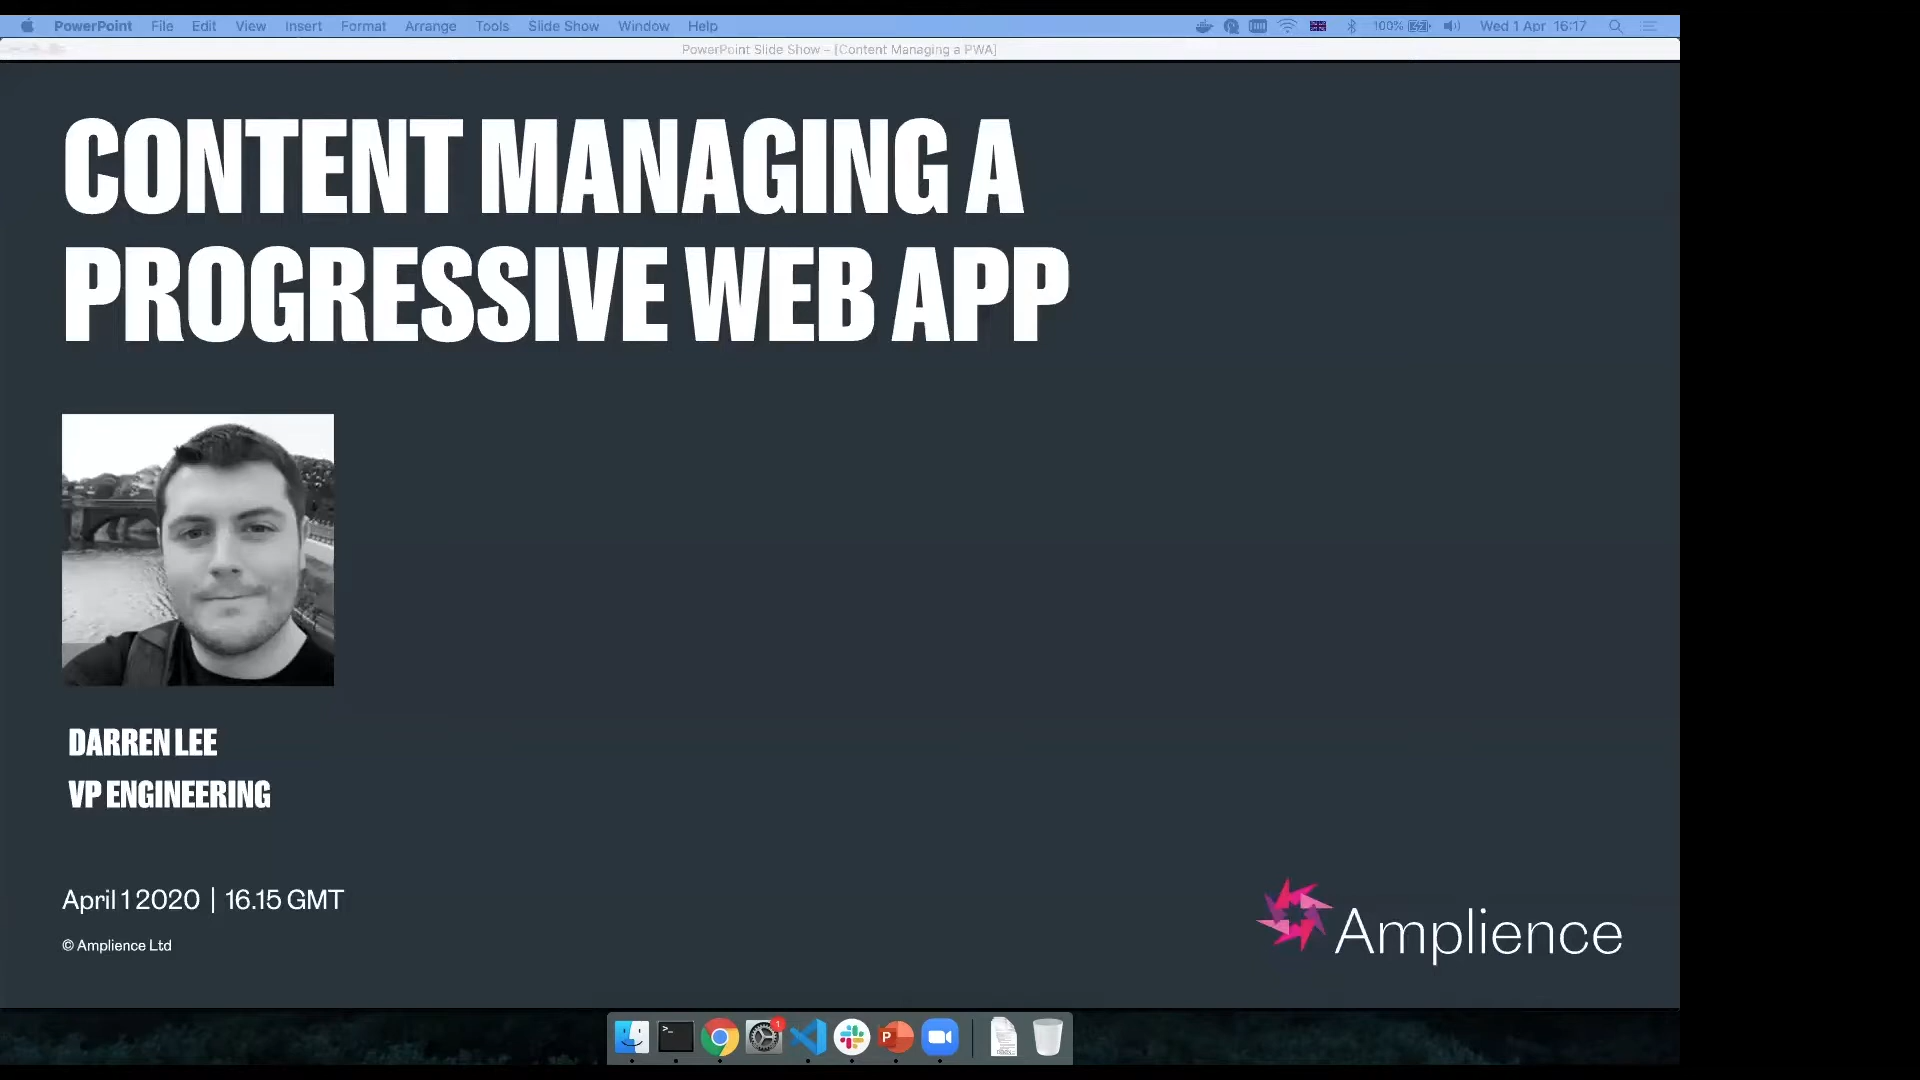 PowerPoint File Edit View Insert Format Arrange Tools Slide Show Window Help 100% Wed 1 Apr 16:17
PowerPoint Slide Show – [Content Managing a PWA]
CONTENT MANAGING A
PROGRESSIVE WEB APP
DARREN LEE
VP ENGINEERING
April 1 2020 | 16.15 GMT
© Amplience Ltd
Amplience
1
>_
P